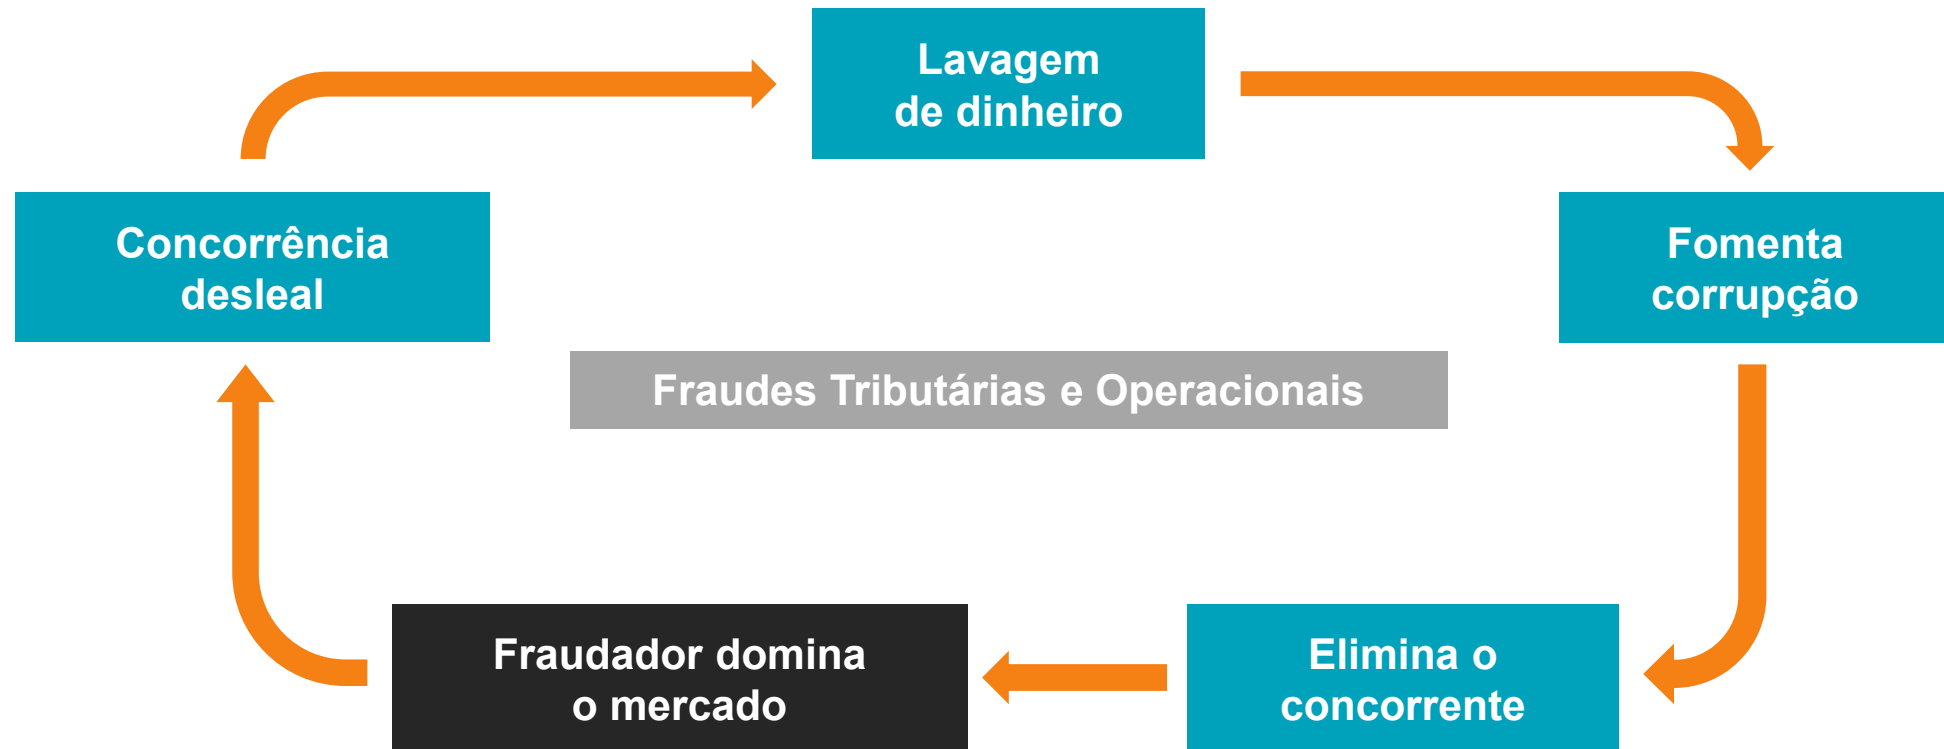 Lavagem
de dinheiro
Concorrência
desleal
Fomenta
corrupção
Fraudes Tributárias e Operacionais
Fraudador domina
o mercado
Elimina o
concorrente